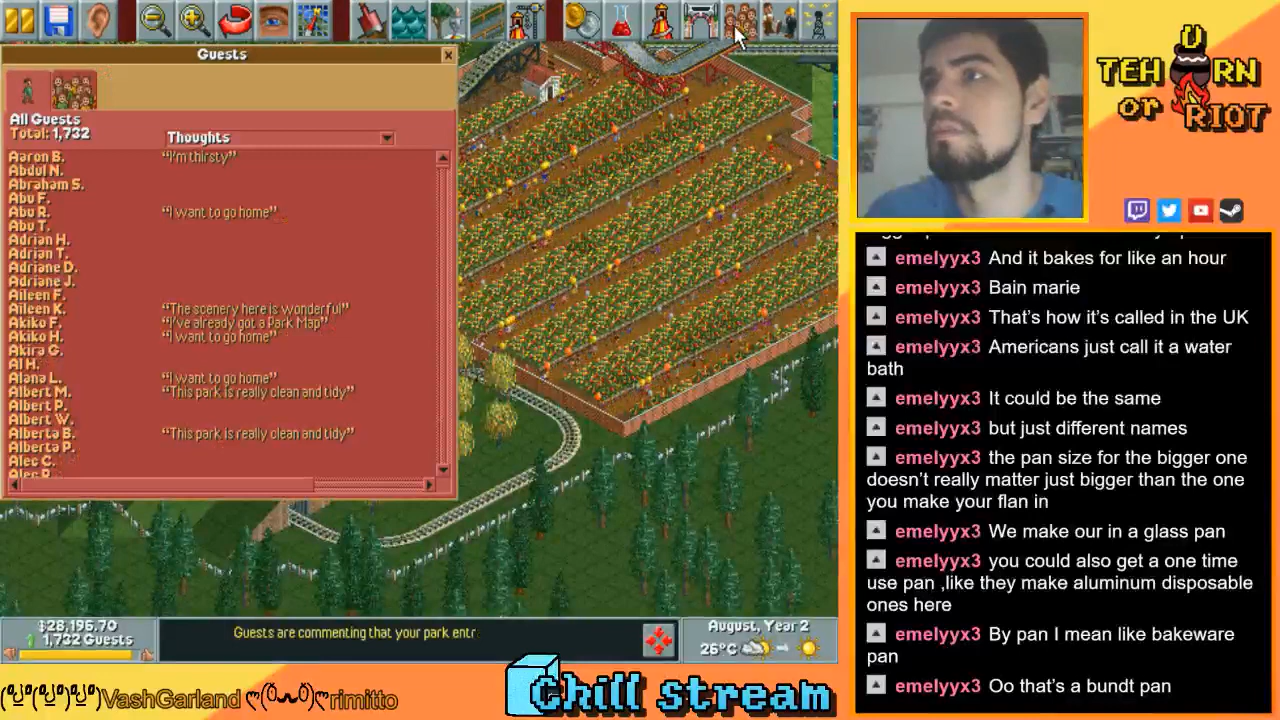 Guests
All Guests
Total: 1,732
Thoughts
Aaron B. "I'm thirsty"
Abdul N.
Abraham S.
Abu F.
Abu R. "I want to go home"
Abu T.
Adrian H.
Adrian T.
Adriane D.
Adriane J.
Aileen F.
Aileen K. "The scenery here is wonderful"
Akiko F. "I've already got a Park Map"
Akiko H. "I want to go home"
Akira G.
Al H.
Alana L. "I want to go home"
Albert M. "This park is really clean and tidy"
Albert P.
Albert W.
Alberta B. "This park is really clean and tidy"
Alberta P.
Alec C.
$28,195.70
1,732 Guests
Guests are commenting that your park entr
August, Year 2
26°C
VashGarland
rimitto
Chill stream
U
TEH RN
or RIOT
emelyyx3 And it bakes for like an hour
emelyyx3 Bain marie
emelyyx3 That's how it's called in the UK
emelyyx3 Americans just call it a water
bath
emelyyx3 It could be the same
emelyyx3 but just different names
emelyyx3 the pan size for the bigger one
doesn't really matter just bigger than the one
you make your flan in
emelyyx3 We make our in a glass pan
emelyyx3 you could also get a one time
use pan ,like they make aluminum disposable
ones here
emelyyx3 By pan I mean like bakeware
pan
emelyyx3 Oo that's a bundt pan